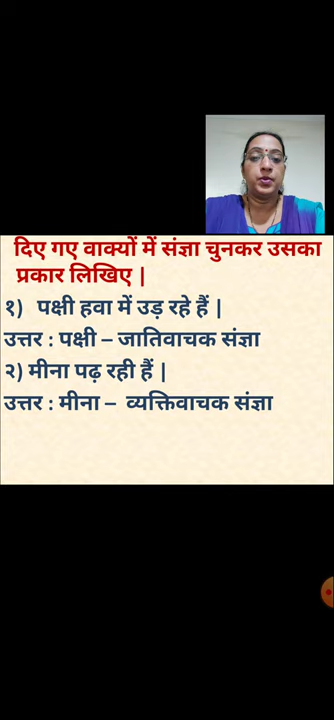 दिए गए वाक्यों में संज्ञा चुनकर उसका
प्रकार लिखिए |
१) पक्षी हवा में उड़ रहे हैं |
उत्तर : पक्षी – जातिवाचक संज्ञा
२) मीना पढ़ रही हैं |
उत्तर : मीना – व्यक्तिवाचक संज्ञा